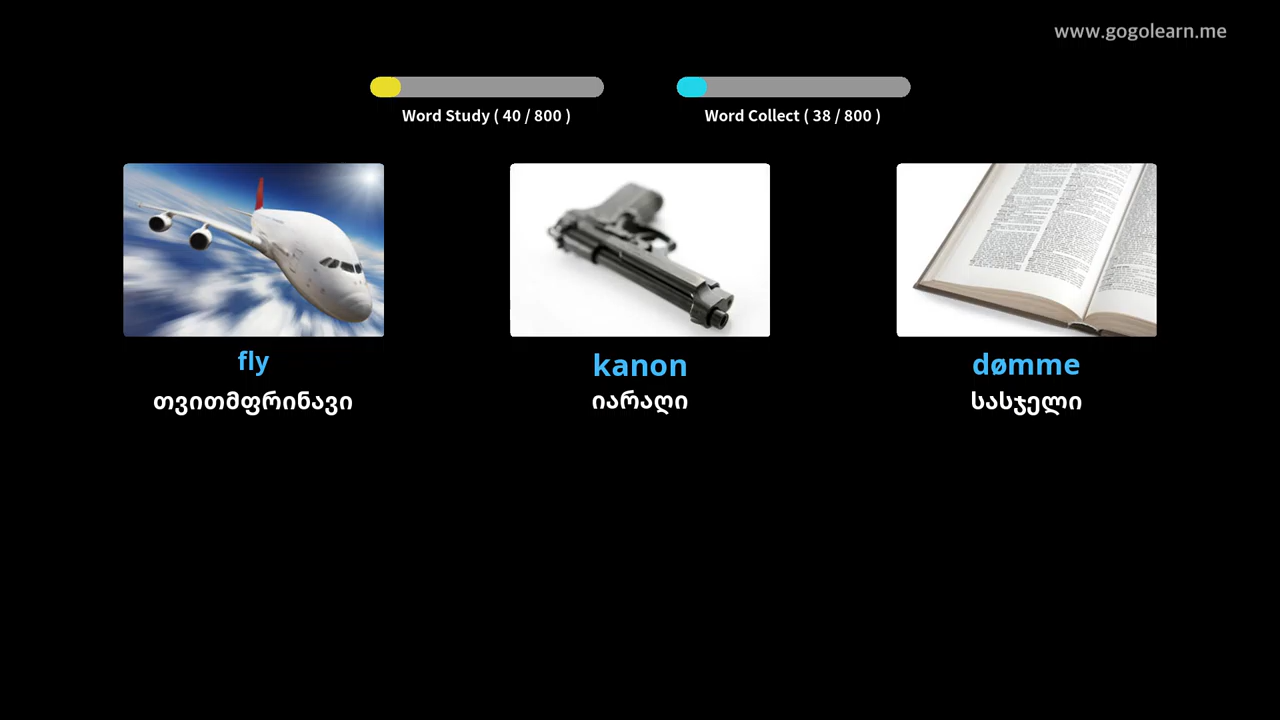 www.gogolearn.me
Word Study ( 40 / 800 )
Word Collect ( 38 / 800 )
fly
თვითმფრინავი
kanon
იარაღი
dømme
სასჯელი